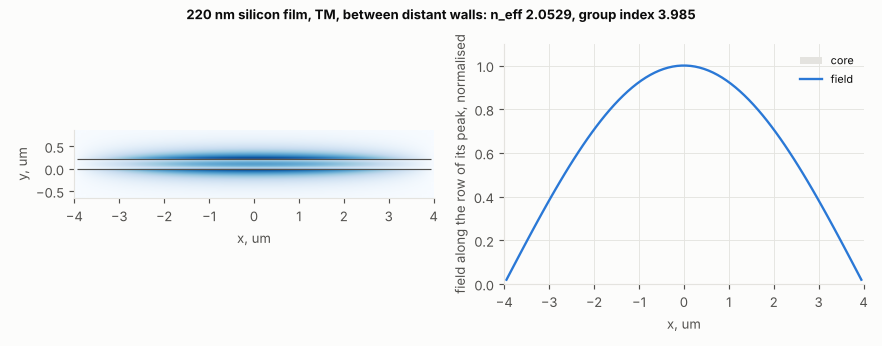 220 nm silicon film, TM, between distant walls: n_eff 2.0529, group index 3.985
y, um
0.5
0.0
−0.5
−4 −3 −2 −1 0 1 2 3 4
x, um
field along the row of its peak, normalised
1.0
0.8
0.6
0.4
0.2
0.0
core
field
−4 −3 −2 −1 0 1 2 3 4
x, um